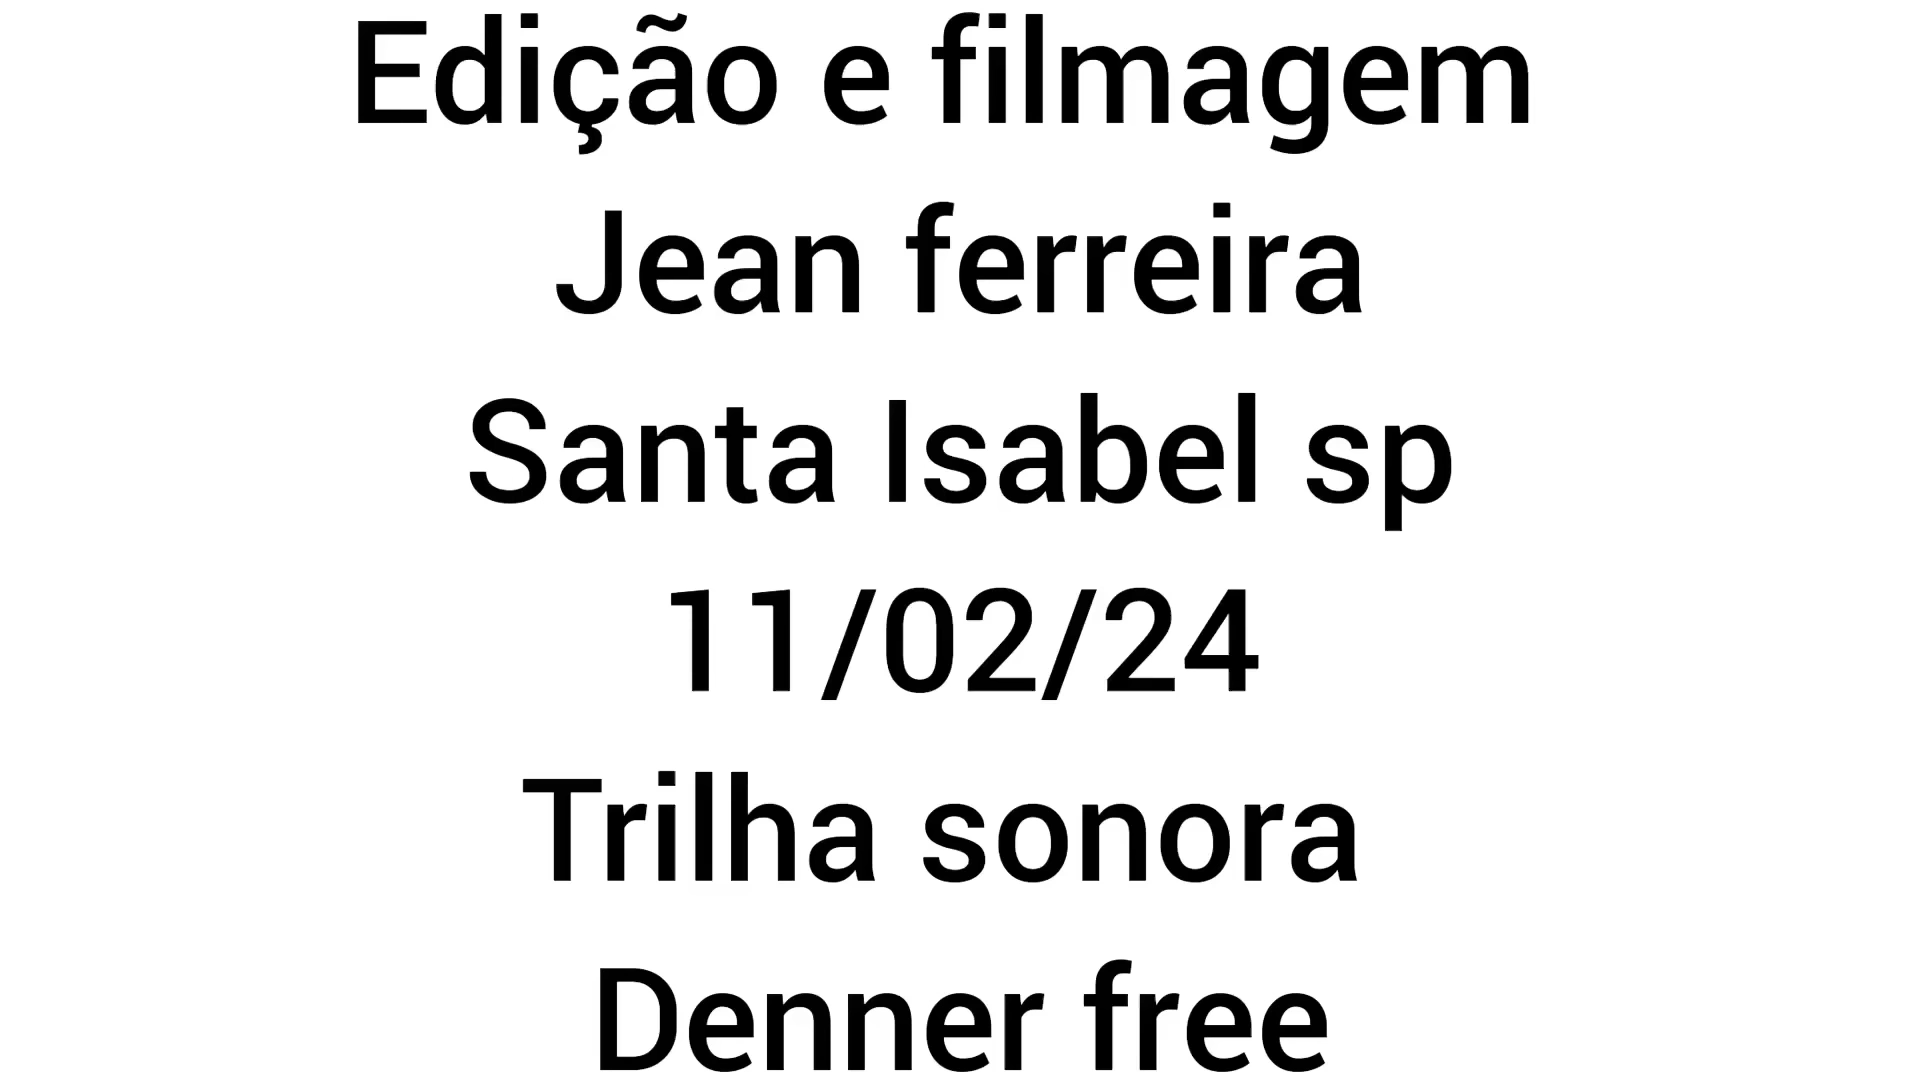 Edição e filmagem
Jean ferreira
Santa Isabel sp
11/02/24
Trilha sonora
Denner free